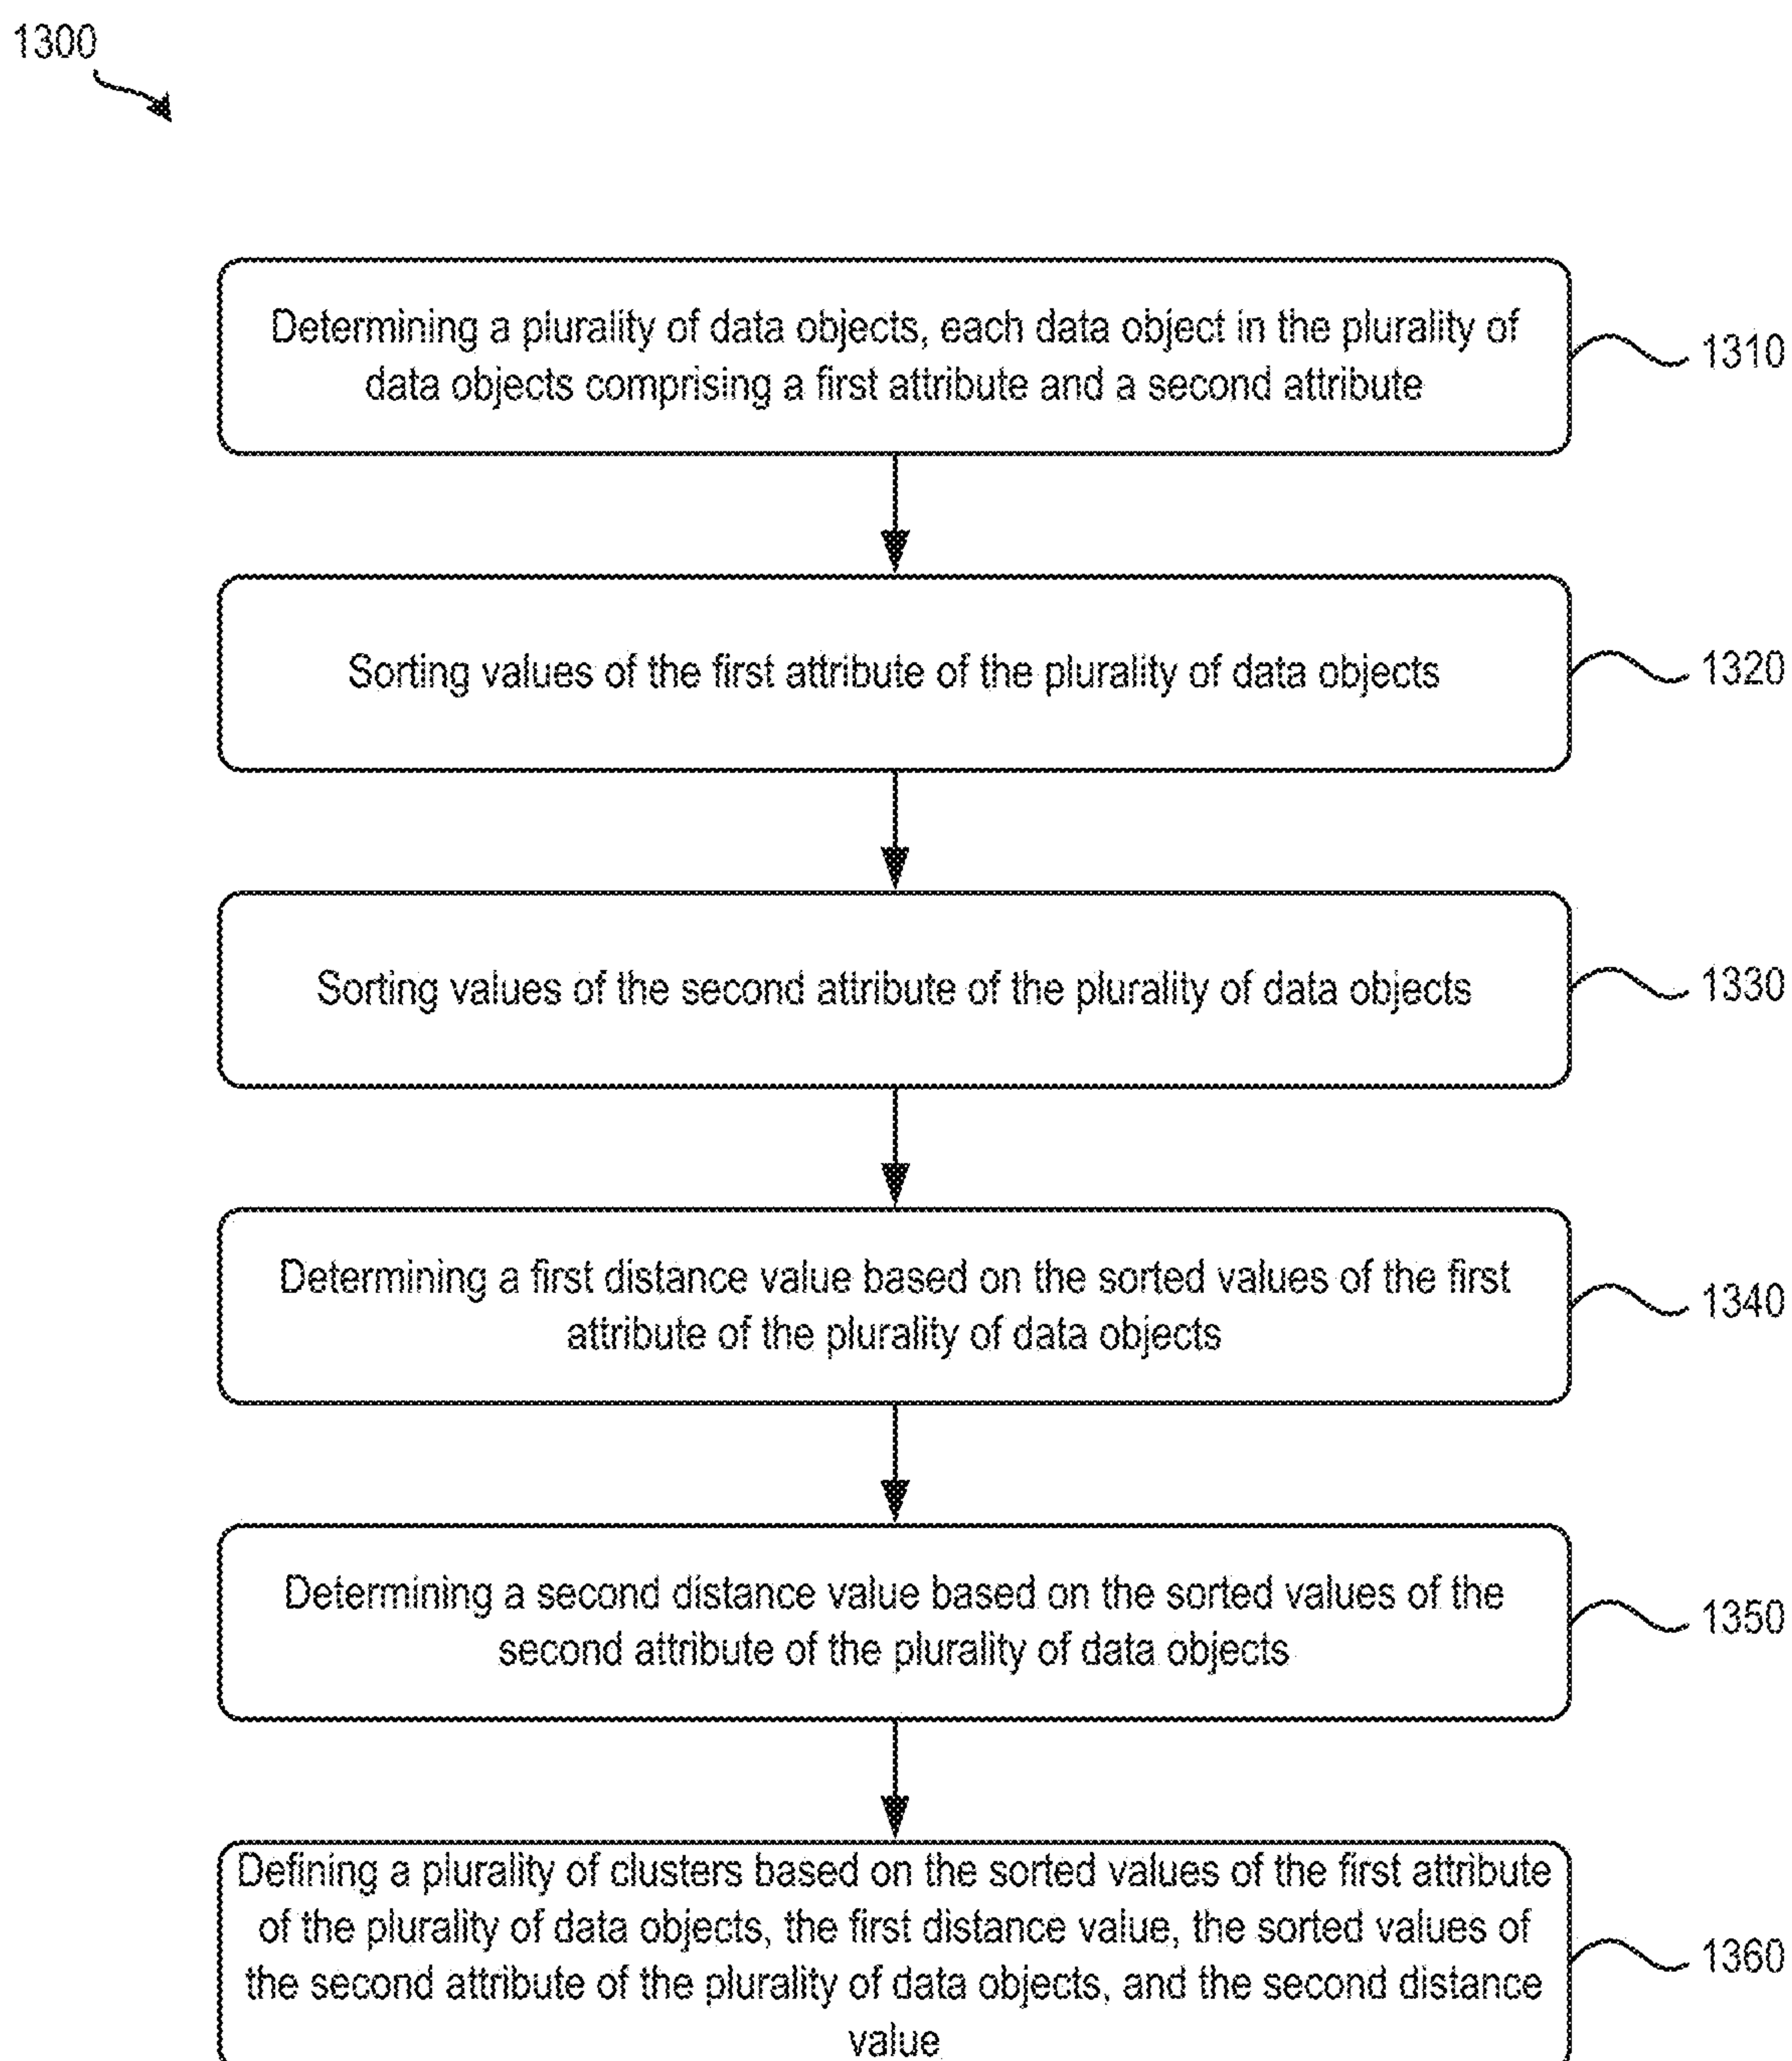 1300
Determining a plurality of data objects, each data object in the plurality of
data objects comprising a first attribute and a second attribute
1310
Sorting values of the first attribute of the plurality of data objects
1320
Sorting values of the second attribute of the plurality of data objects
1330
Determining a first distance value based on the sorted values of the first
attribute of the plurality of data objects
1340
Determining a second distance value based on the sorted values of the
second attribute of the plurality of data objects
1350
Defining a plurality of clusters based on the sorted values of the first attribute
of the plurality of data objects, the first distance value, the sorted values of
the second attribute of the plurality of data objects, and the second distance
value
1360